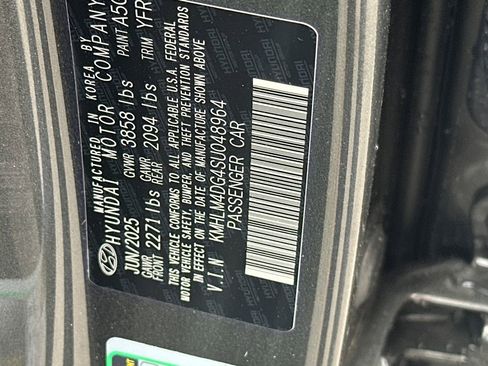 MANUFACTURED IN KOREA BY
HYUNDAI MOTOR COMPANY
JUN/2025 GVWR 3858 lbs PAINT A5G
GAWR FRONT 2271 lbs GAWR REAR 2094 lbs TRIM YFR
THIS VEHICLE CONFORMS TO ALL APPLICABLE U.S.A. FEDERAL
MOTOR VEHICLE SAFETY, BUMPER, AND THEFT PREVENTION STANDARDS
IN EFFECT ON THE DATE OF MANUFACTURE SHOWN ABOVE
V.I.N KMHLM4DG4SU048964
PASSENGER CAR